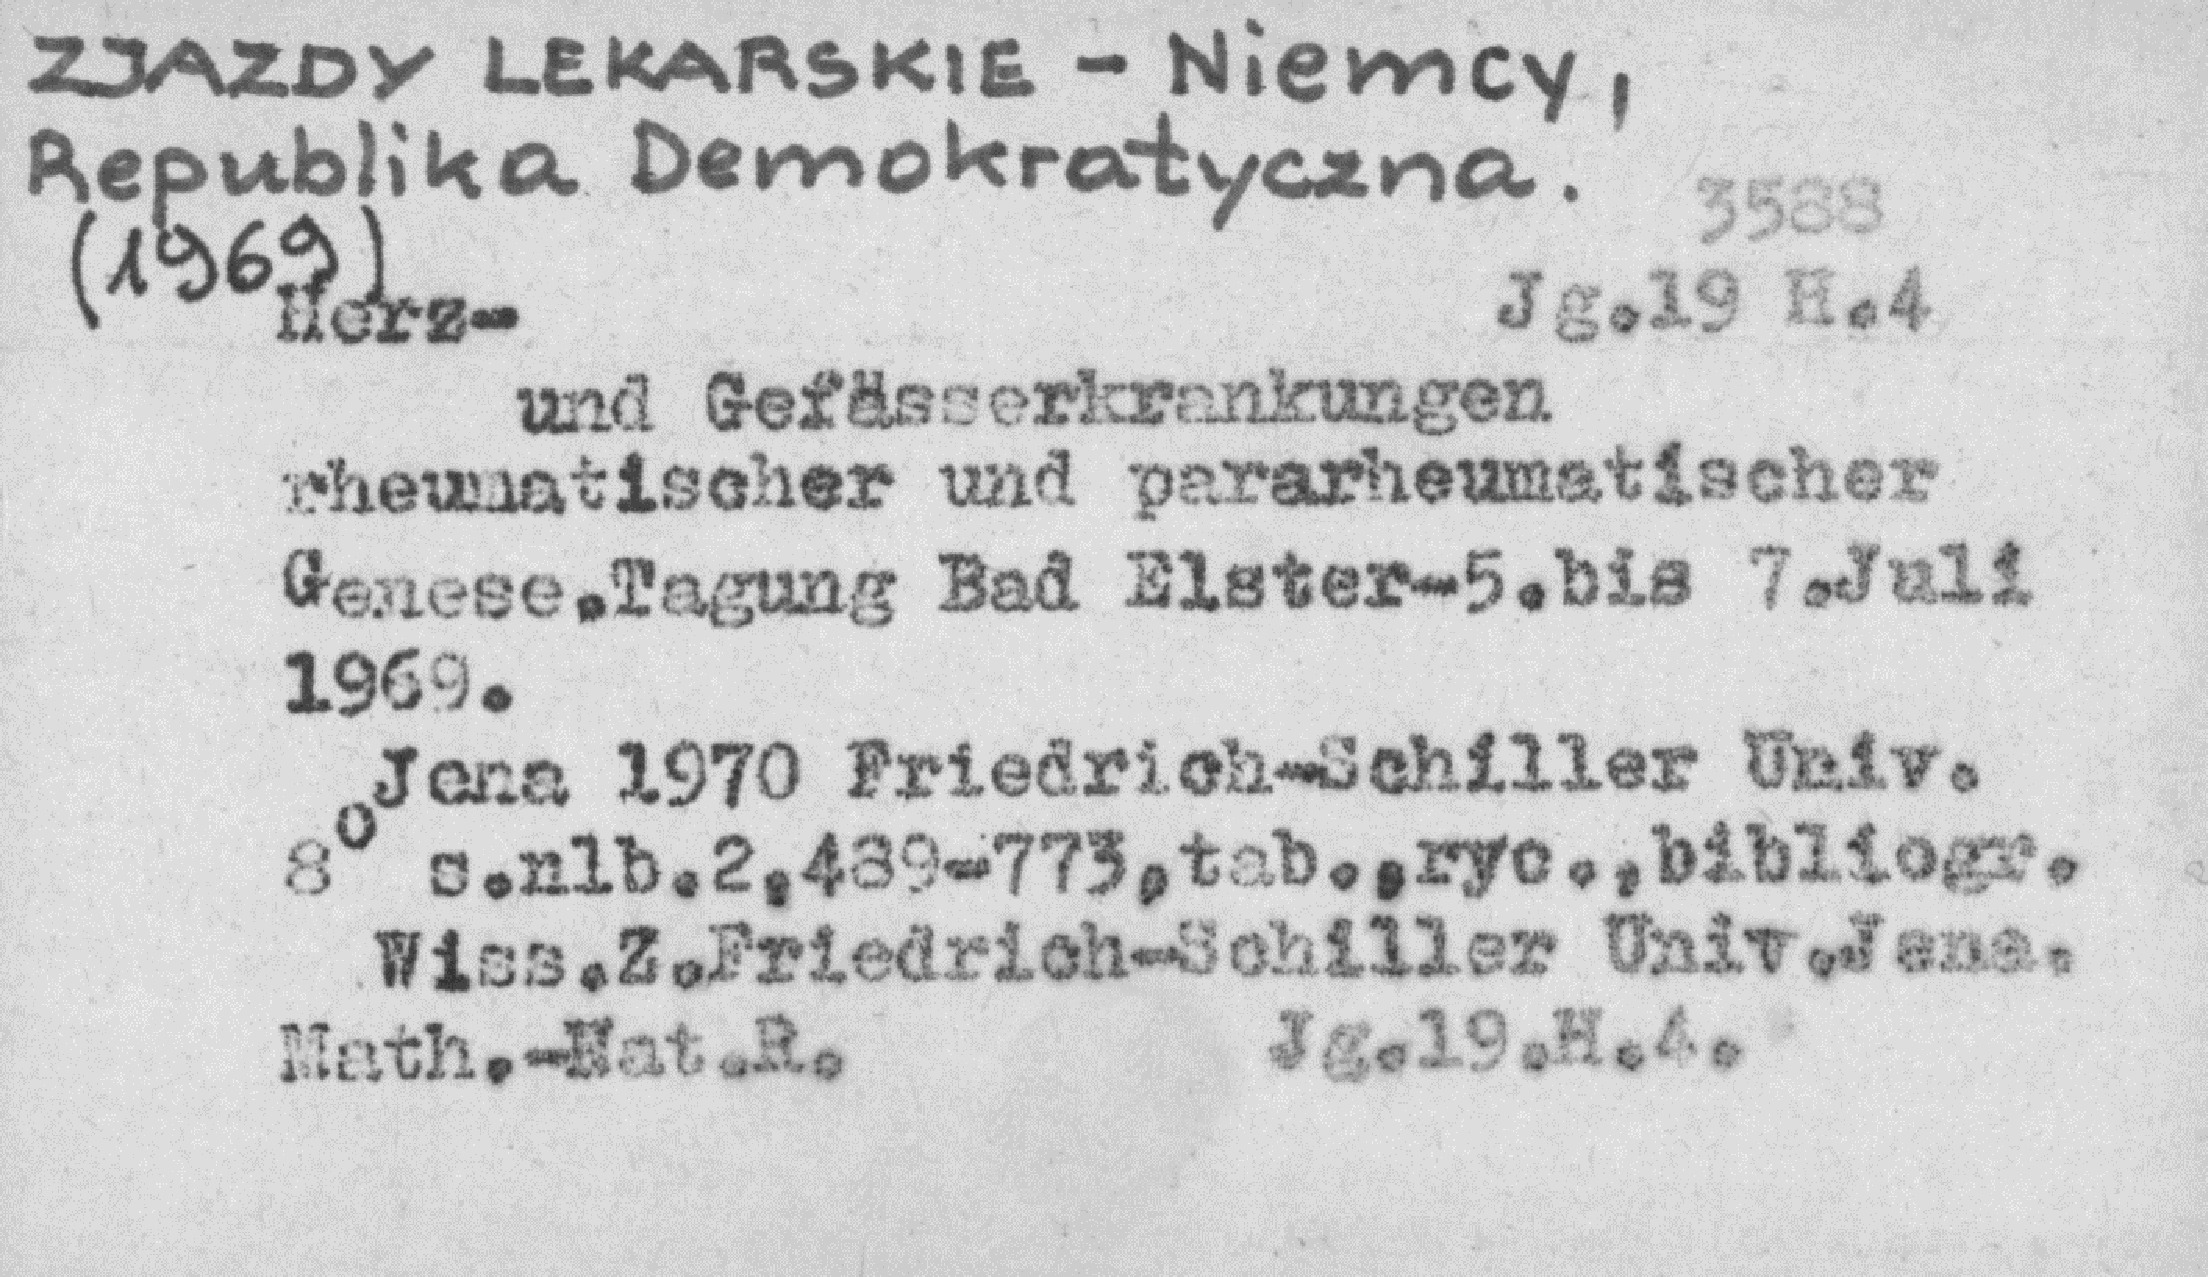 ZJAZDY LEKARSKIE - Niemcy,
Republika Demokratyczna.
3588
(1969)
Jg.19 H.4
Herz-
und Gefässerkrankungen
rheumatischer und pararheumatischer
Genese.Tagung Bad Elster-5.bis 7.Juli
1969.
Jena 1970 Friedrich-Schiller Univ.
8° s.nlb.2,489-773,tab.,ryc.,bibliogr.
Wiss.Z.Friedrich-Schiller Univ.Jena.
Math.-Nat.R. Jg.19.H.4.